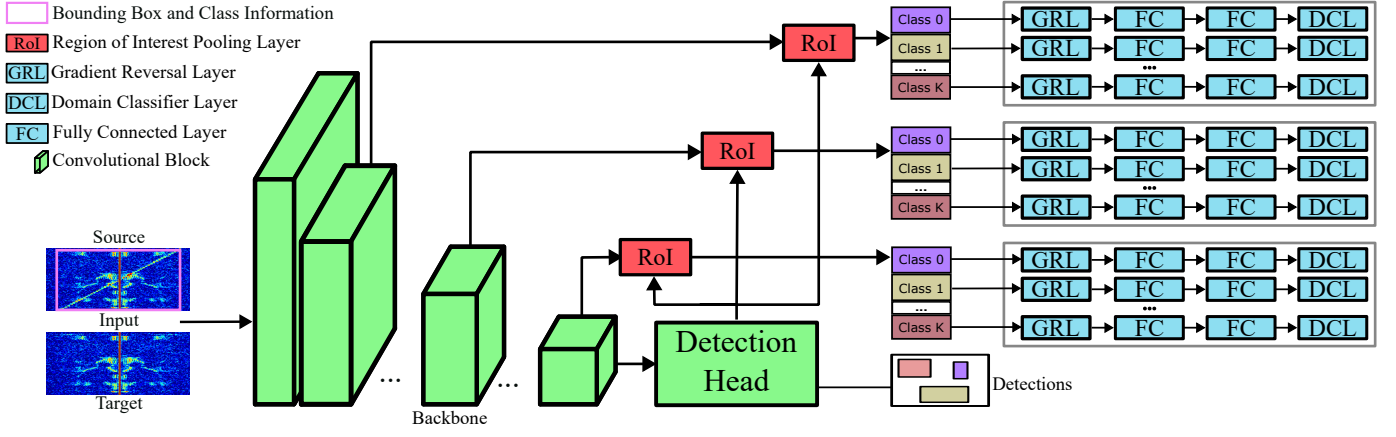 Bounding Box and Class Information
RoI Region of Interest Pooling Layer
GRL Gradient Reversal Layer
DCL Domain Classifier Layer
FC Fully Connected Layer
Convolutional Block
Source
Input
Target
...
...
Backbone
RoI
RoI
RoI
Detection
Head
Class 0
Class 1
...
Class K
GRL FC FC DCL
GRL FC FC DCL
...
GRL FC FC DCL
Class 0
Class 1
...
Class K
GRL FC FC DCL
GRL FC FC DCL
...
GRL FC FC DCL
Class 0
Class 1
...
Class K
GRL FC FC DCL
GRL FC FC DCL
...
GRL FC FC DCL
Detections